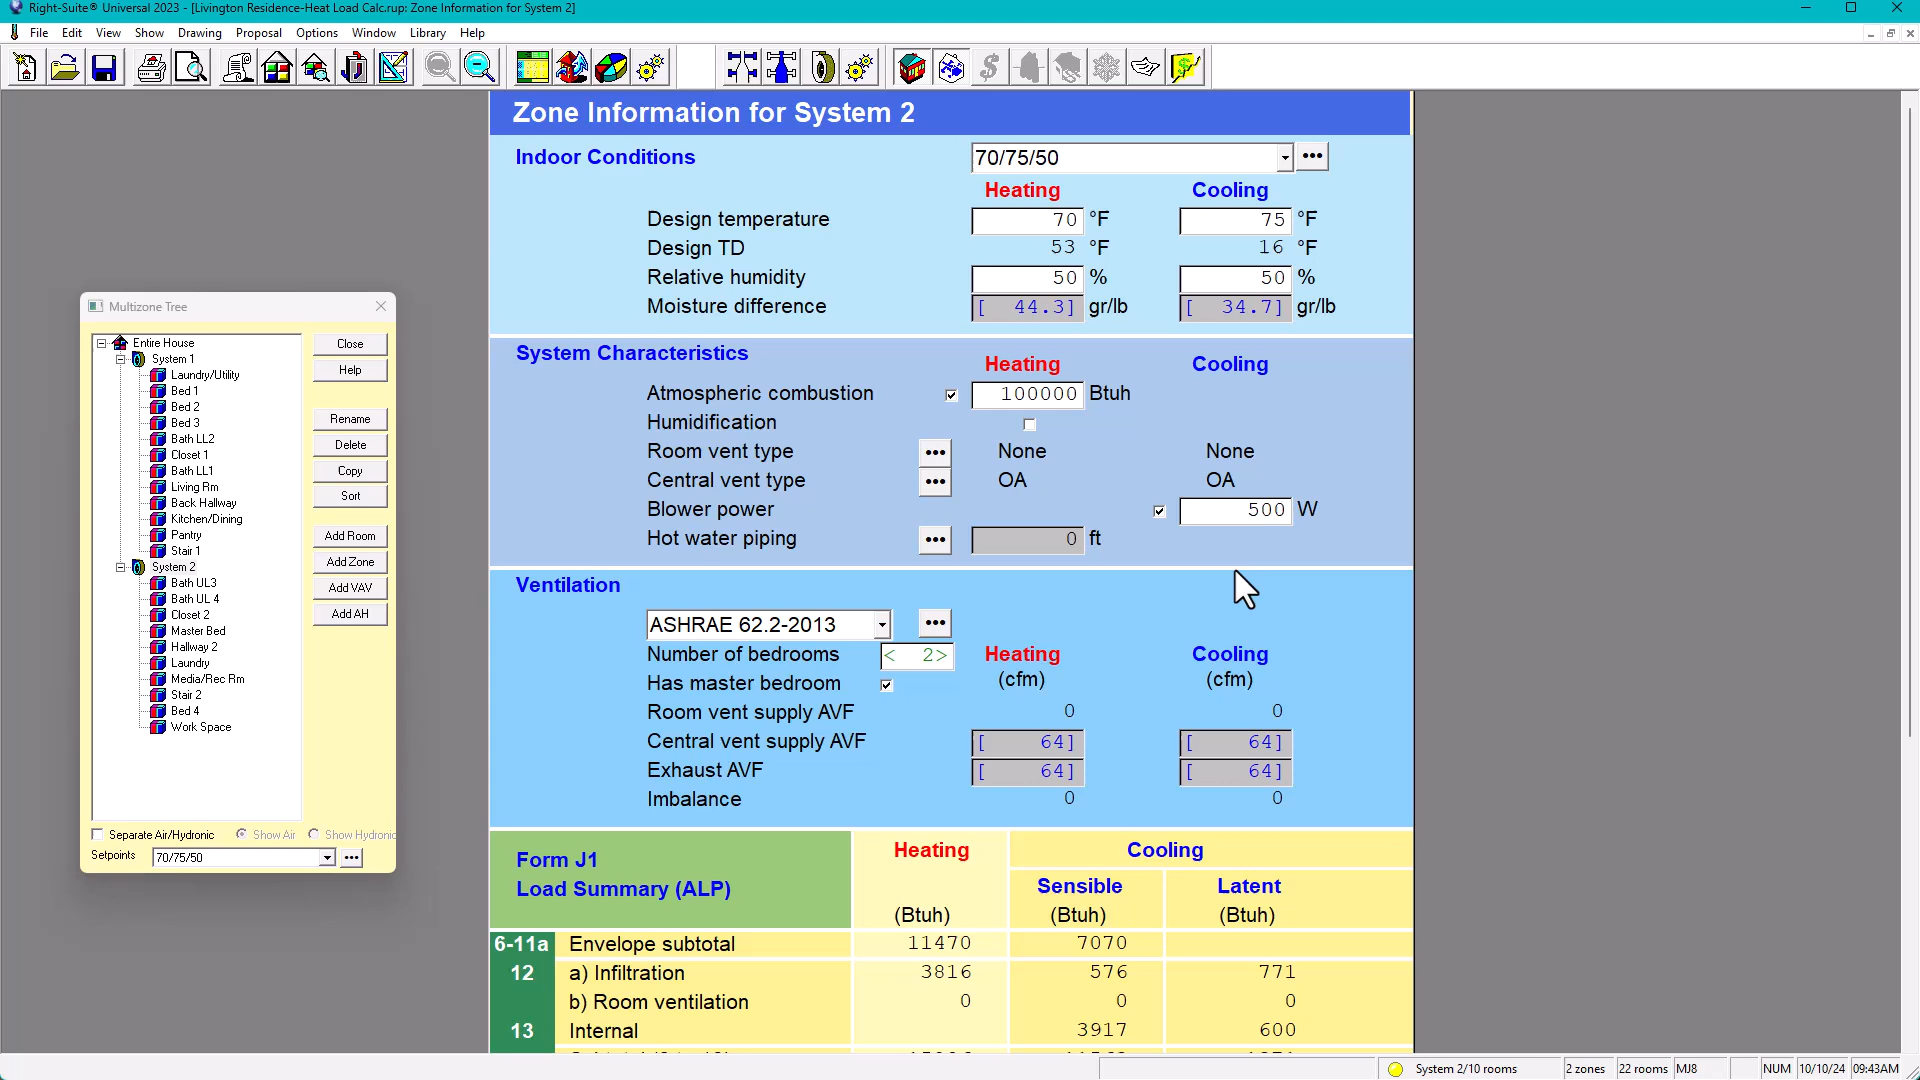 Right-Suite® Universal 2023 - [Livington Residence-Heat Load Calc.rup: Zone Information for System 2]
File Edit View Show Drawing Proposal Options Window Library Help
Zone Information for System 2
Indoor Conditions 70/75/50 •••
Heating Cooling
Design temperature 70 °F 75 °F
Design TD 53 °F 16 °F
Relative humidity 50 % 50 %
Moisture difference [ 44.3] gr/lb [ 34.7] gr/lb
System Characteristics Heating Cooling
Atmospheric combustion 100000 Btuh
Humidification
Room vent type ••• None None
Central vent type ••• OA OA
Blower power 500 W
Hot water piping ••• 0 ft
Ventilation
ASHRAE 62.2-2013 •••
Number of bedrooms < 2> Heating Cooling
Has master bedroom (cfm) (cfm)
Room vent supply AVF 0 0
Central vent supply AVF [ 64] [ 64]
Exhaust AVF [ 64] [ 64]
Imbalance 0 0
Form J1
Load Summary (ALP)
Heating Cooling
Sensible Latent
(Btuh) (Btuh) (Btuh)
6-11a Envelope subtotal 11470 7070
12 a) Infiltration 3816 576 771
b) Room ventilation 0 0 0
13 Internal 3917 600
Multizone Tree
Entire House
System 1
Laundry/Utility
Bed 1
Bed 2
Bed 3
Bath LL2
Closet 1
Bath LL1
Living Rm
Back Hallway
Kitchen/Dining
Pantry
Stair 1
System 2
Bath UL3
Bath UL 4
Closet 2
Master Bed
Hallway 2
Laundry
Media/Rec Rm
Stair 2
Bed 4
Work Space
Close
Help
Rename
Delete
Copy
Sort
Add Room
Add Zone
Add VAV
Add AH
Separate Air/Hydronic Show Air Show Hydronic
Setpoints 70/75/50 •••
System 2/10 rooms 2 zones 22 rooms MJ8 NUM 10/10/24 09:43AM